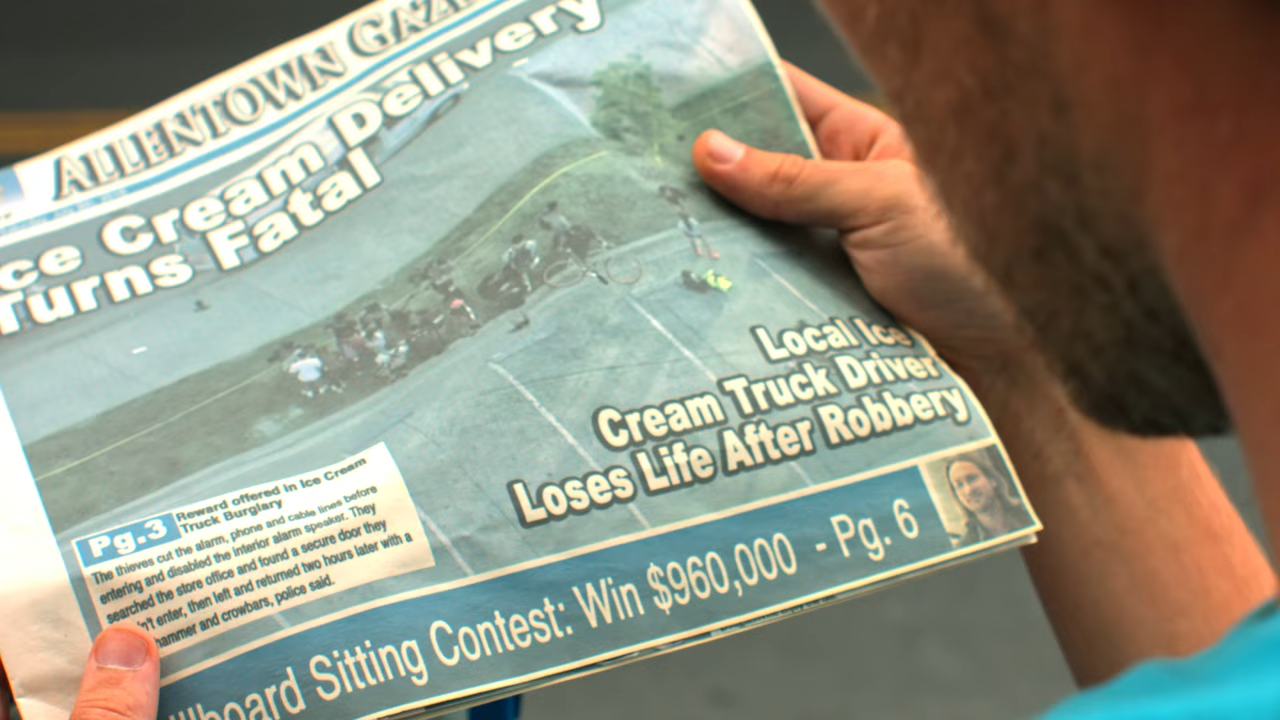 ALLENTOWN GAZ
ce Cream Delivery
Turns Fatal
Local Ice
Cream Truck Driver
Loses Life After Robbery
Pg.3 Reward offered in Ice Cream
Truck Burglary
The thieves cut the alarm, phone and cable lines before
entering and disabled the interior alarm speaker. They
searched the store office and found a secure door they
n't enter, then left and returned two hours later with a
hammer and crowbars, police said.
llboard Sitting Contest: Win $960,000 - Pg. 6